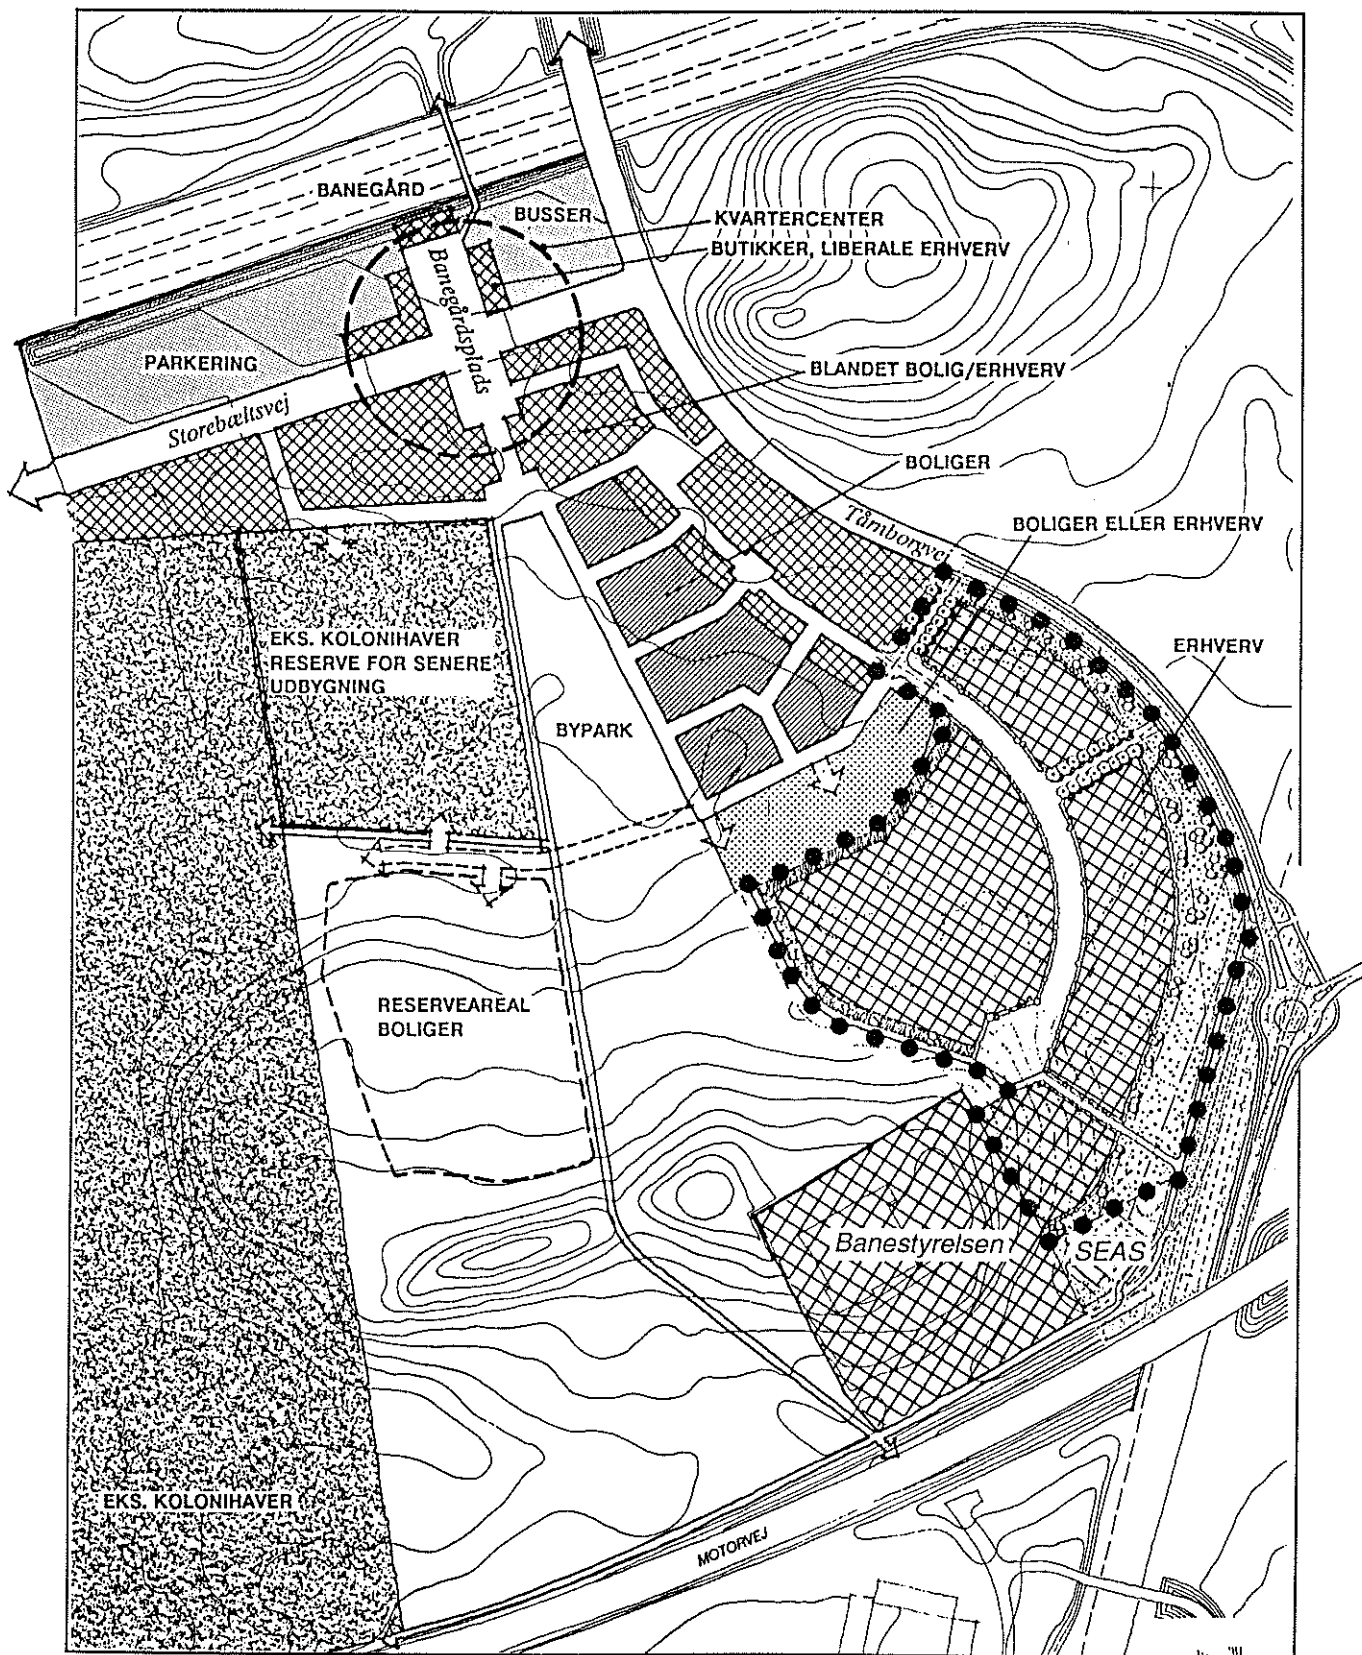 BANEGÅRD
BUSSER
KVARTERCENTER
BUTIKKER, LIBERALE ERHVERV
Banegårdsplads
PARKERING
BLANDET BOLIG/ERHVERV
Storebæltsvej
BOLIGER
Tårnborgvej
BOLIGER ELLER ERHVERV
EKS. KOLONIHAVER
RESERVE FOR SENERE
UDBYGNING
ERHVERV
BYPARK
RESERVEAREAL
BOLIGER
Banestyrelsen
SEAS
EKS. KOLONIHAVER
MOTORVEJ